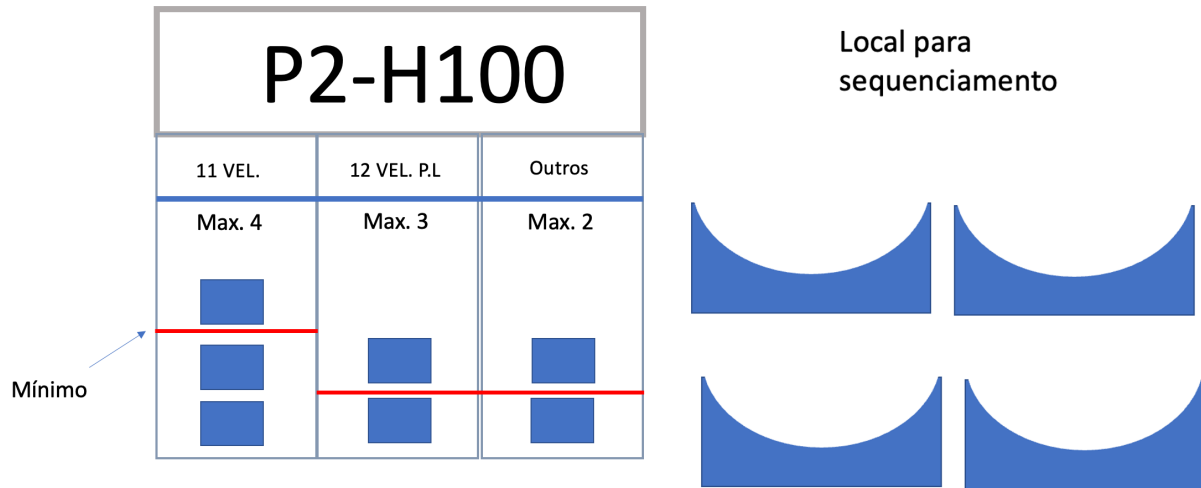 P2-H100
Local para
sequenciamento
11 VEL.
12 VEL. P.L
Outros
Max. 4
Max. 3
Max. 2
Mínimo